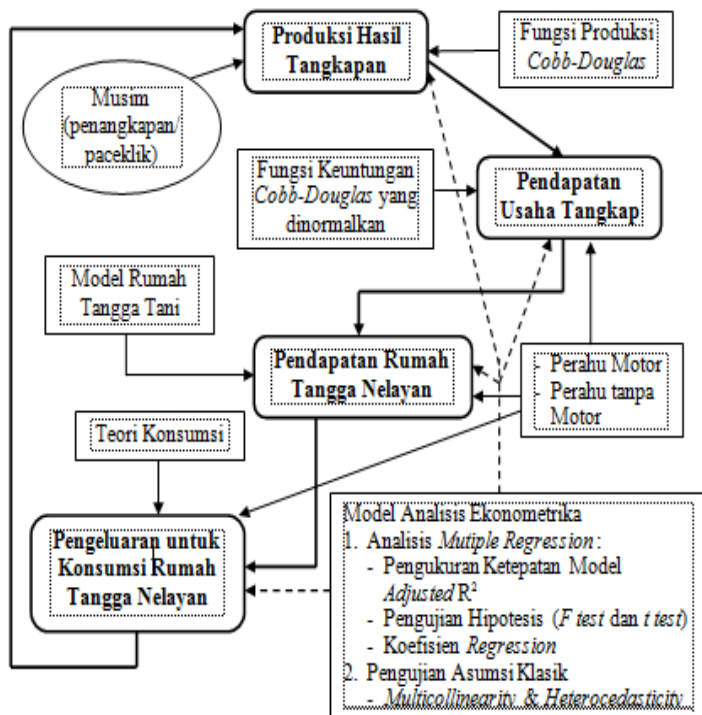 Produksi Hasil
Tangkapan
Fungsi Produksi
Cobb-Douglas
Musim
(penangkapan/
paceklik)
Fungsi Keuntungan
Cobb-Douglas yang
dinormalkan
Pendapatan
Usaha Tangkap
Model Rumah
Tangga Tani
Pendapatan Rumah
Tangga Nelayan
- Perahu Motor
- Perahu tanpa
Motor
Teori Konsumsi
Pengeluaran untuk
Konsumsi Rumah
Tangga Nelayan
Model Analisis Ekonometrika
1. Analisis Mutiple Regression :
- Pengukuran Ketepatan Model
Adjusted R²
- Pengujian Hipotesis (F test dan t test)
- Koefisien Regression
2. Pengujian Asumsi Klasik
- Multicollinearity & Heterocedasticity